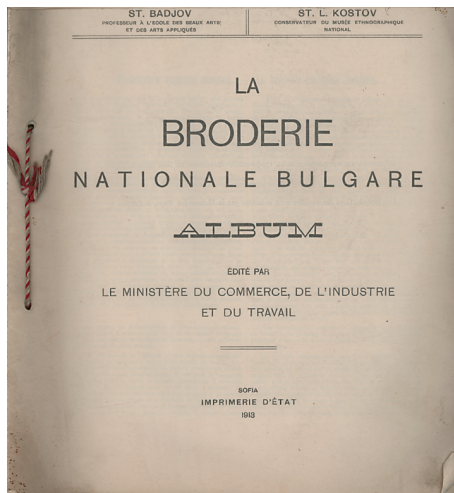 ST. BADJOV
PROFESSEUR À L'ECOLE DES BEAUX ARTS
ET DES ARTS APPLIQUÉS
ST. L. KOSTOV
CONSERVATEUR DU MUSÉE ETHNOGRAPHIQUE
NATIONAL
LA
BRODERIE
NATIONALE BULGARE
ALBUM
ÉDITÉ PAR
LE MINISTÈRE DU COMMERCE, DE L'INDUSTRIE
ET DU TRAVAIL
SOFIA
IMPRIMERIE D'ÉTAT
1913